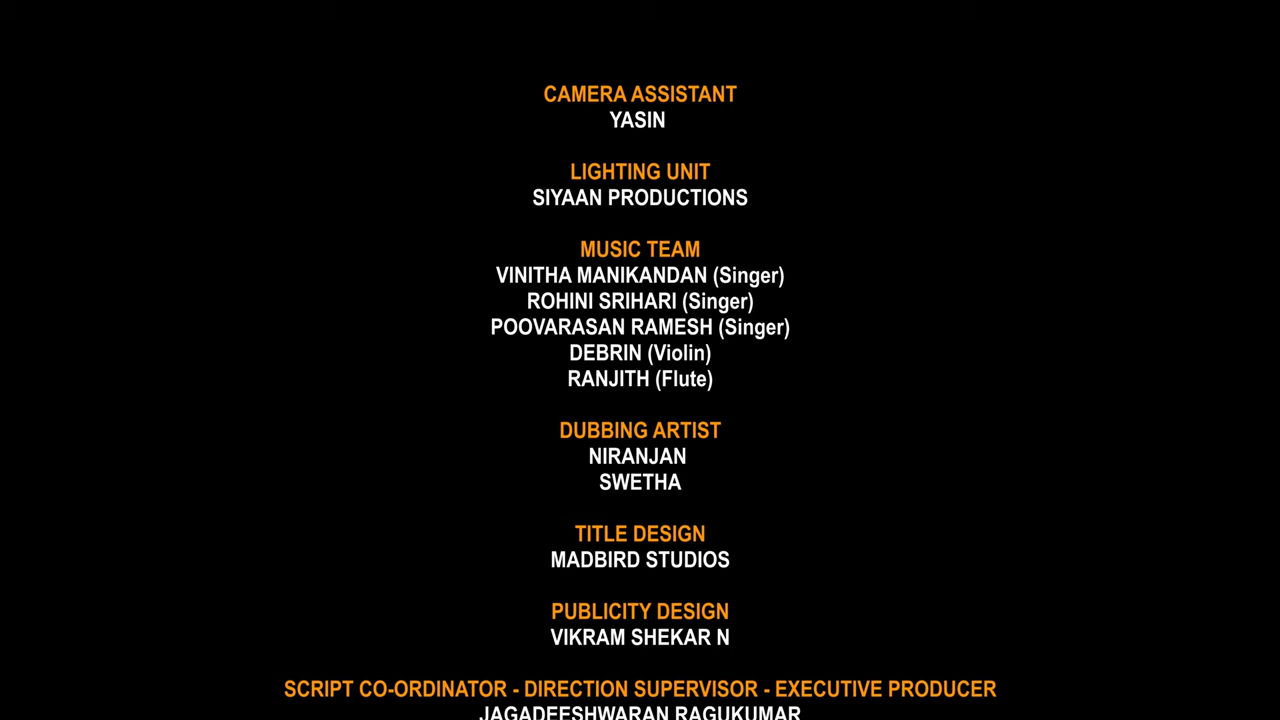 CAMERA ASSISTANT
YASIN
LIGHTING UNIT
SIYAAN PRODUCTIONS
MUSIC TEAM
VINITHA MANIKANDAN (Singer)
ROHINI SRIHARI (Singer)
POOVARASAN RAMESH (Singer)
DEBRIN (Violin)
RANJITH (Flute)
DUBBING ARTIST
NIRANJAN
SWETHA
TITLE DESIGN
MADBIRD STUDIOS
PUBLICITY DESIGN
VIKRAM SHEKAR N
SCRIPT CO-ORDINATOR - DIRECTION SUPERVISOR - EXECUTIVE PRODUCER
JAGADEESHWARAN RAGUKUMAR